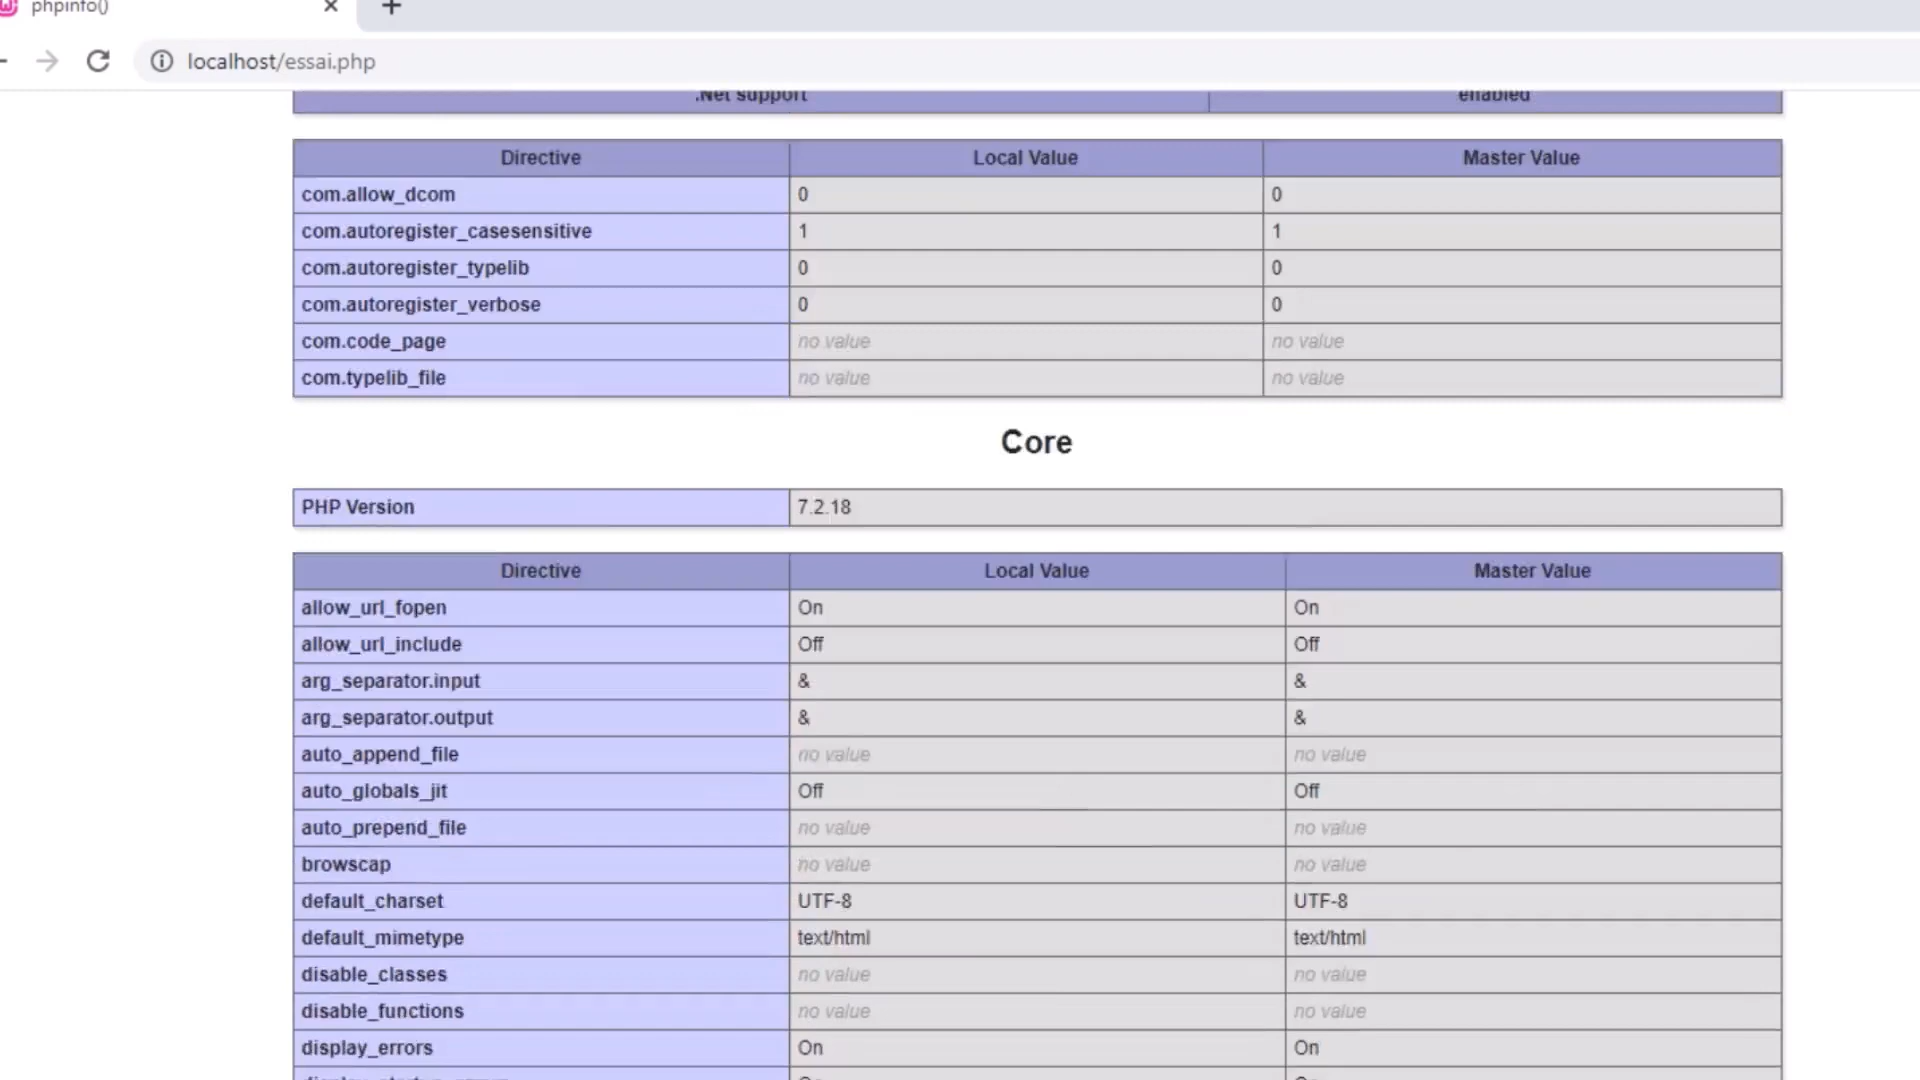 phpinfo()
localhost/essai.php
.Net support enabled
Directive Local Value Master Value
com.allow_dcom 0 0
com.autoregister_casesensitive 1 1
com.autoregister_typelib 0 0
com.autoregister_verbose 0 0
com.code_page no value no value
com.typelib_file no value no value
Core
PHP Version 7.2.18
Directive Local Value Master Value
allow_url_fopen On On
allow_url_include Off Off
arg_separator.input & &
arg_separator.output & &
auto_append_file no value no value
auto_globals_jit Off Off
auto_prepend_file no value no value
browscap no value no value
default_charset UTF-8 UTF-8
default_mimetype text/html text/html
disable_classes no value no value
disable_functions no value no value
display_errors On On